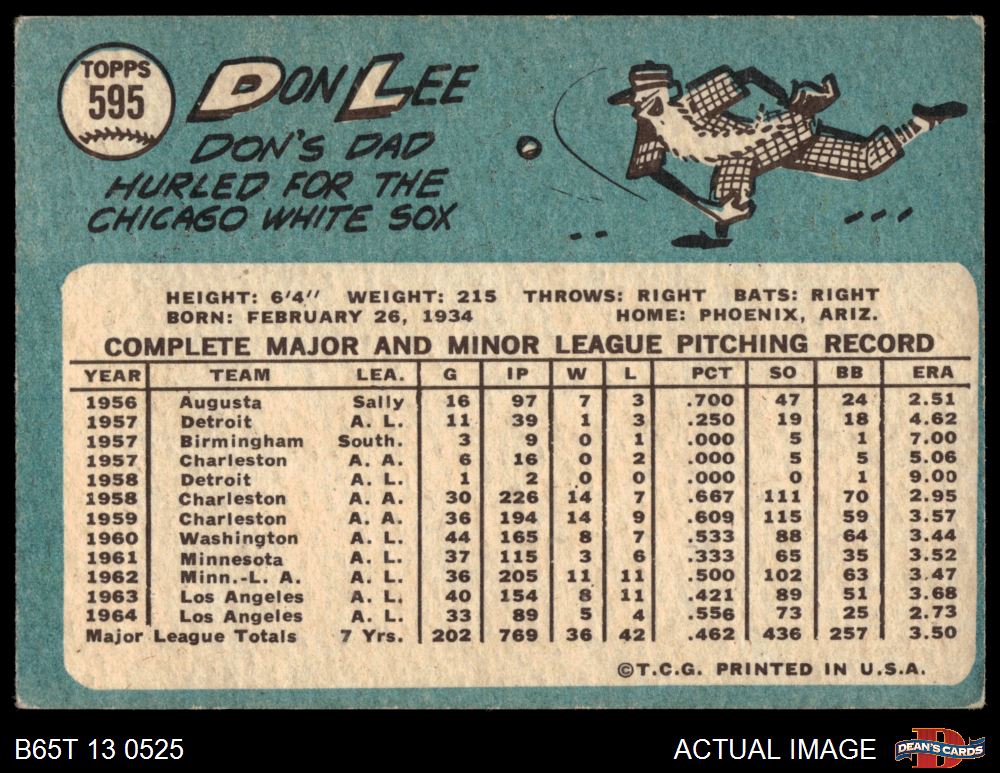 TOPPS
595
DON LEE
DON'S DAD
HURLED FOR THE
CHICAGO WHITE SOX
HEIGHT: 6'4'' WEIGHT: 215 THROWS: RIGHT BATS: RIGHT
BORN: FEBRUARY 26, 1934 HOME: PHOENIX, ARIZ.
COMPLETE MAJOR AND MINOR LEAGUE PITCHING RECORD
YEAR TEAM LEA. G IP W L PCT SO BB ERA
1956 Augusta Sally 16 97 7 3 .700 47 24 2.51
1957 Detroit A. L. 11 39 1 3 .250 19 18 4.62
1957 Birmingham South. 3 9 0 1 .000 5 1 7.00
1957 Charleston A. A. 6 16 0 2 .000 5 5 5.06
1958 Detroit A. L. 1 2 0 0 .000 0 1 9.00
1958 Charleston A. A. 30 226 14 7 .667 111 70 2.95
1959 Charleston A. A. 36 194 14 9 .609 115 59 3.57
1960 Washington A. L. 44 165 8 7 .533 88 64 3.44
1961 Minnesota A. L. 37 115 3 6 .333 65 35 3.52
1962 Minn.-L. A. A. L. 36 205 11 11 .500 102 63 3.47
1963 Los Angeles A. L. 40 154 8 11 .421 89 51 3.68
1964 Los Angeles A. L. 33 89 5 4 .556 73 25 2.73
Major League Totals 7 Yrs. 202 769 36 42 .462 436 257 3.50
©T.C.G. PRINTED IN U.S.A.
B65T 13 0525 ACTUAL IMAGE
D
DEAN'S CARDS